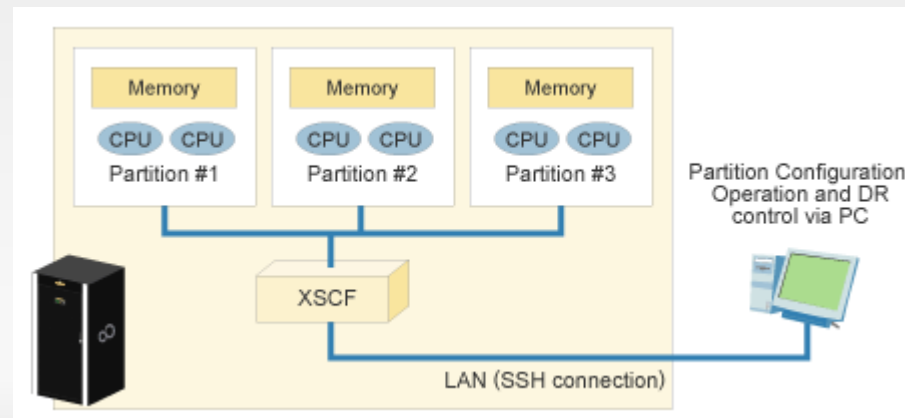 Memory
CPU CPU
Partition #1
Memory
CPU CPU
Partition #2
Memory
CPU CPU
Partition #3
Partition Configuration
Operation and DR
control via PC
XSCF
LAN (SSH connection)